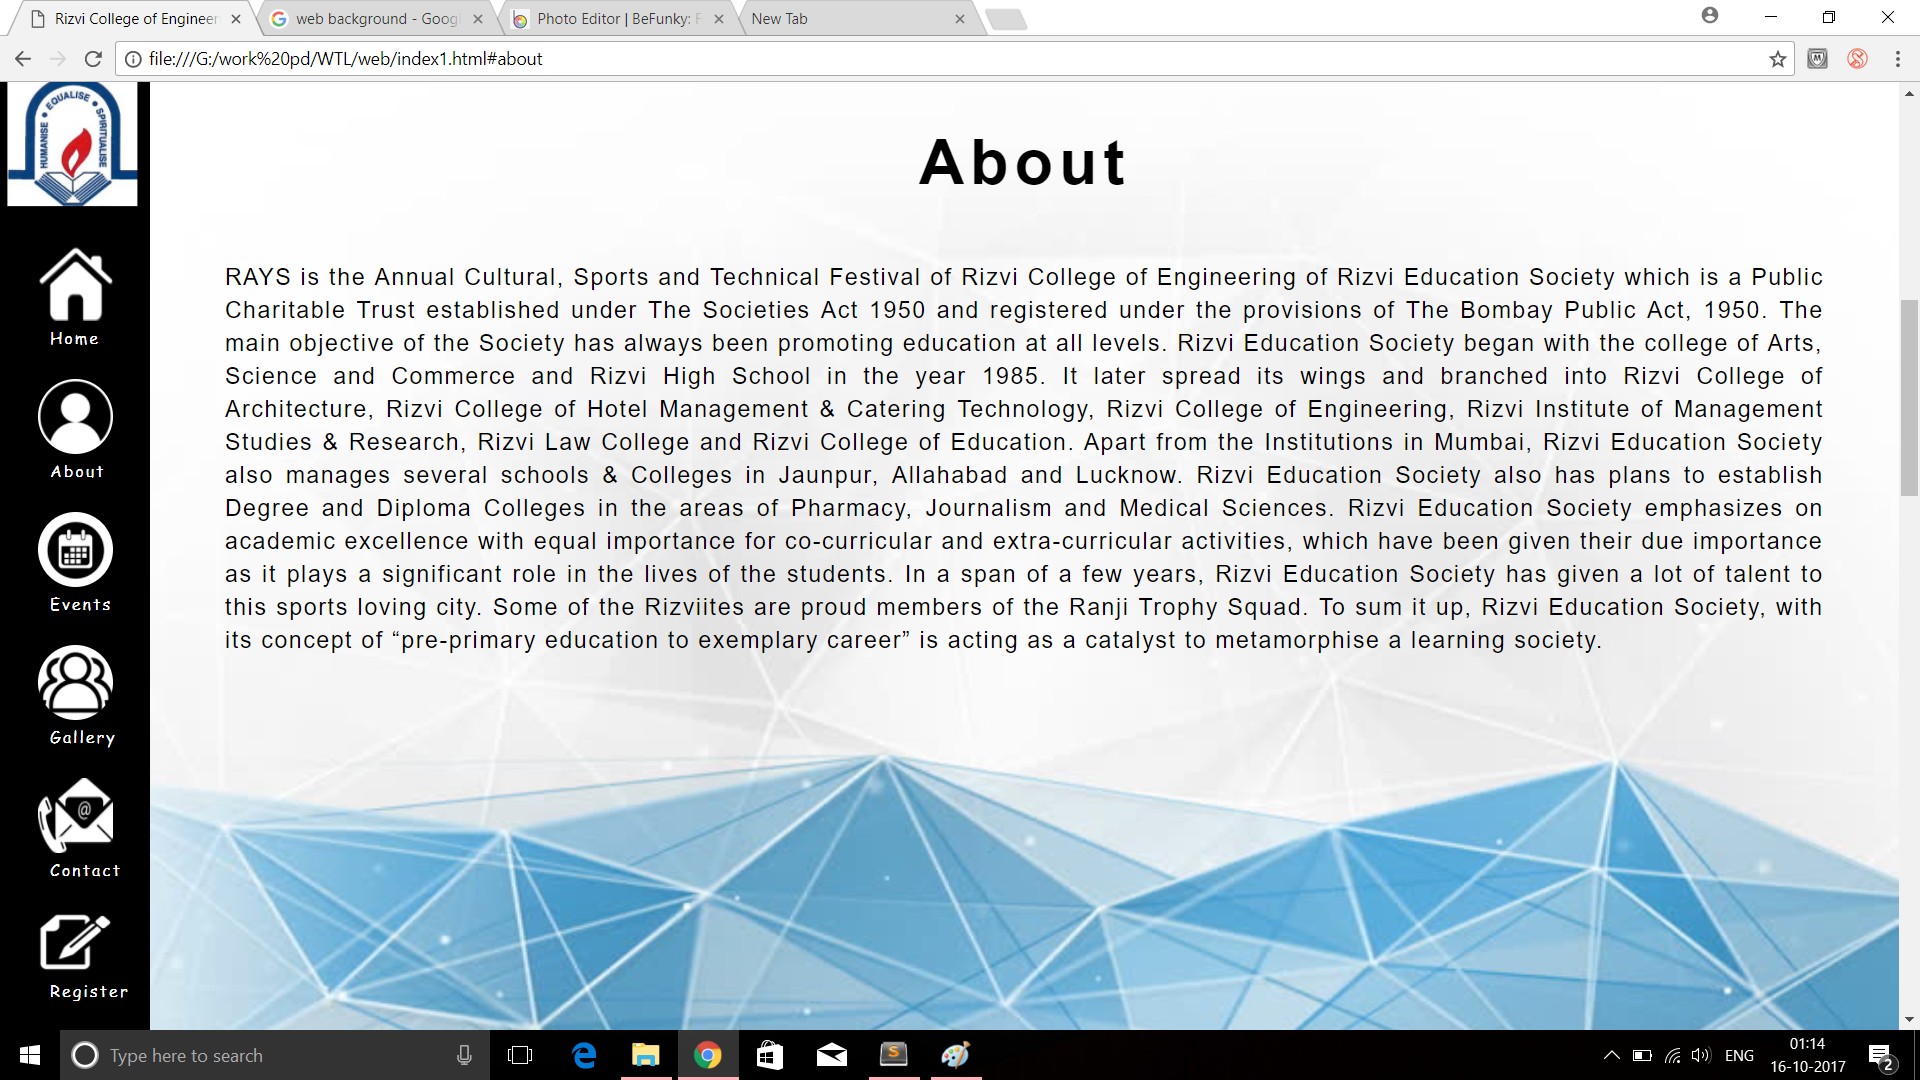 Rizvi College of Engineer
web background - Goog
Photo Editor | BeFunky: F
New Tab
file:///G:/work%20pd/WTL/web/index1.html#about
HUMANISE • EQUALISE • SPIRITUALISE
Home
About
Events
Gallery
Contact
Register
About
RAYS is the Annual Cultural, Sports and Technical Festival of Rizvi College of Engineering of Rizvi Education Society which is a Public
Charitable Trust established under The Societies Act 1950 and registered under the provisions of The Bombay Public Act, 1950. The
main objective of the Society has always been promoting education at all levels. Rizvi Education Society began with the college of Arts,
Science and Commerce and Rizvi High School in the year 1985. It later spread its wings and branched into Rizvi College of
Architecture, Rizvi College of Hotel Management & Catering Technology, Rizvi College of Engineering, Rizvi Institute of Management
Studies & Research, Rizvi Law College and Rizvi College of Education. Apart from the Institutions in Mumbai, Rizvi Education Society
also manages several schools & Colleges in Jaunpur, Allahabad and Lucknow. Rizvi Education Society also has plans to establish
Degree and Diploma Colleges in the areas of Pharmacy, Journalism and Medical Sciences. Rizvi Education Society emphasizes on
academic excellence with equal importance for co-curricular and extra-curricular activities, which have been given their due importance
as it plays a significant role in the lives of the students. In a span of a few years, Rizvi Education Society has given a lot of talent to
this sports loving city. Some of the Rizviites are proud members of the Ranji Trophy Squad. To sum it up, Rizvi Education Society, with
its concept of “pre-primary education to exemplary career” is acting as a catalyst to metamorphise a learning society.
Type here to search
ENG
01:14
16-10-2017
2